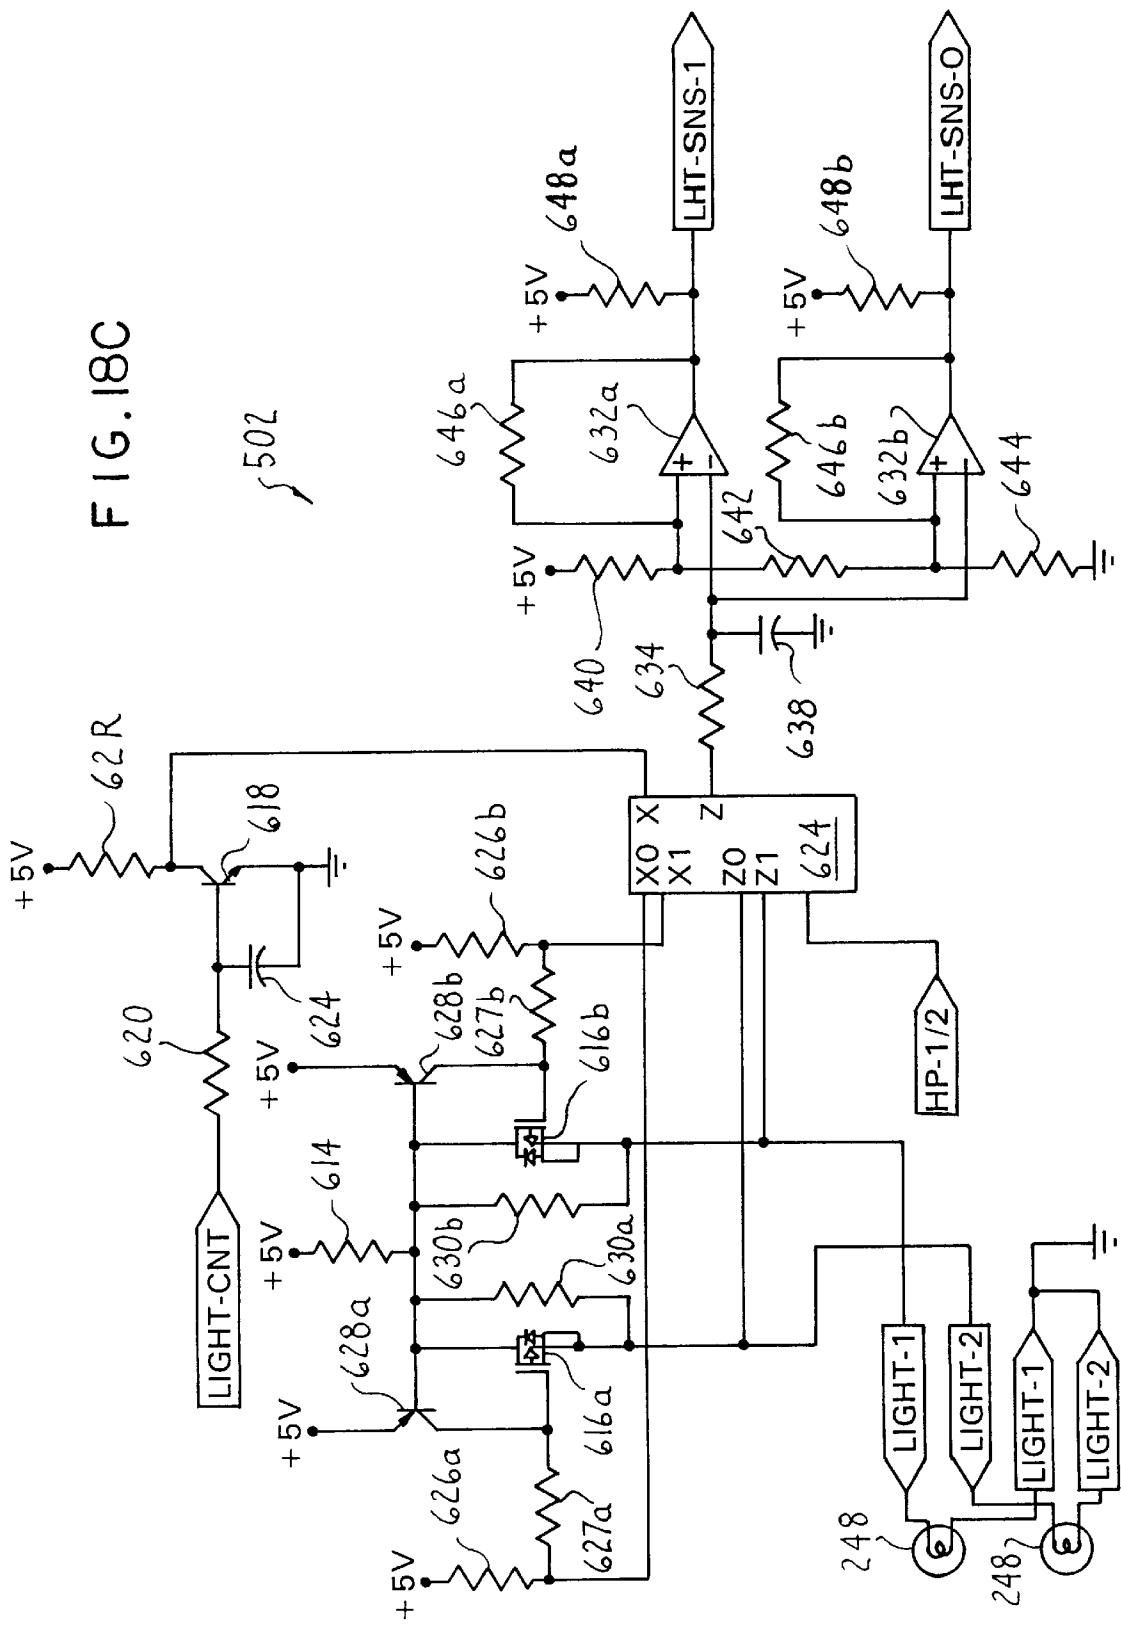 FIG.18C
502
+5V
62R
618
620
624
LIGHT-CNT
+5V
614
+5V
628b
+5V
628a
+5V
626b
627b
616b
630b
630a
616a
+5V
626a
627a
X0
X1
Z0
Z1
X
Z
624
HP-1/2
634
638
+5V
640
642
644
646a
632a
+5V
648a
LHT-SNS-1
646b
632b
+5V
648b
LHT-SNS-0
+
–
+
–
LIGHT-1
LIGHT-2
LIGHT-1
LIGHT-2
248
248